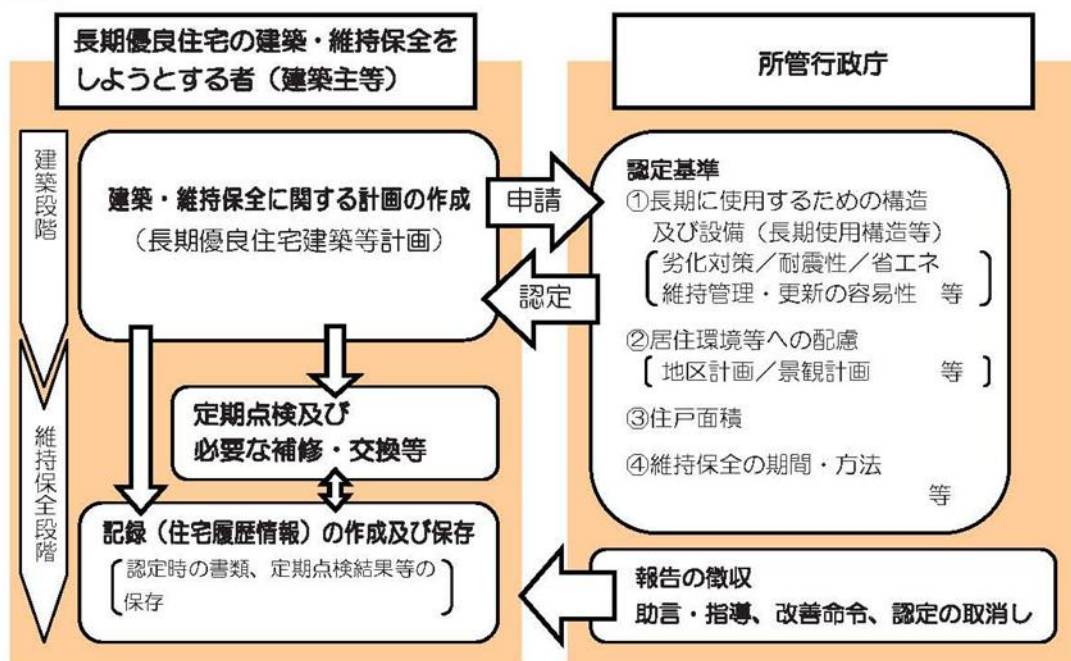 長期優良住宅の建築・維持保全を
しようとする者（建築主等）
所管行政庁
建築段階
維持保全段階
建築・維持保全に関する計画の作成
（長期優良住宅建築等計画）
申請
認定
定期点検及び
必要な補修・交換等
記録（住宅履歴情報）の作成及び保存
認定時の書類、定期点検結果等の
保存
認定基準
①長期に使用するための構造
及び設備（長期使用構造等）
劣化対策／耐震性／省エネ
維持管理・更新の容易性　等
②居住環境等への配慮
地区計画／景観計画　等
③住戸面積
④維持保全の期間・方法
等
報告の徴収
助言・指導、改善命令、認定の取消し